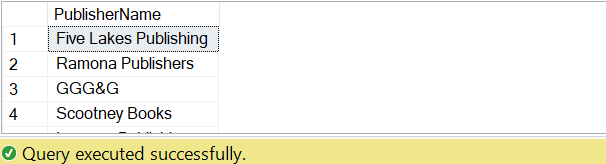 PublisherName
1 Five Lakes Publishing
2 Ramona Publishers
3 GGG&G
4 Scootney Books
Query executed successfully.